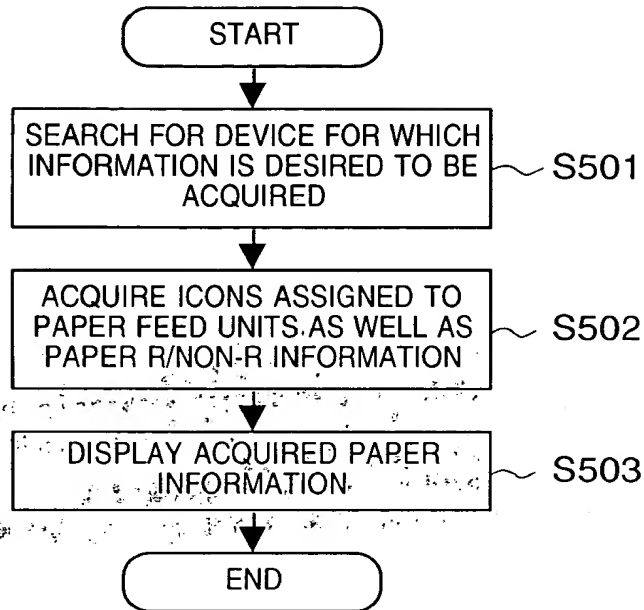 START
SEARCH FOR DEVICE FOR WHICH
INFORMATION IS DESIRED TO BE
ACQUIRED
S501
ACQUIRE ICONS ASSIGNED TO
PAPER FEED UNITS AS WELL AS
PAPER R/NON-R INFORMATION
S502
DISPLAY ACQUIRED PAPER
INFORMATION
S503
END